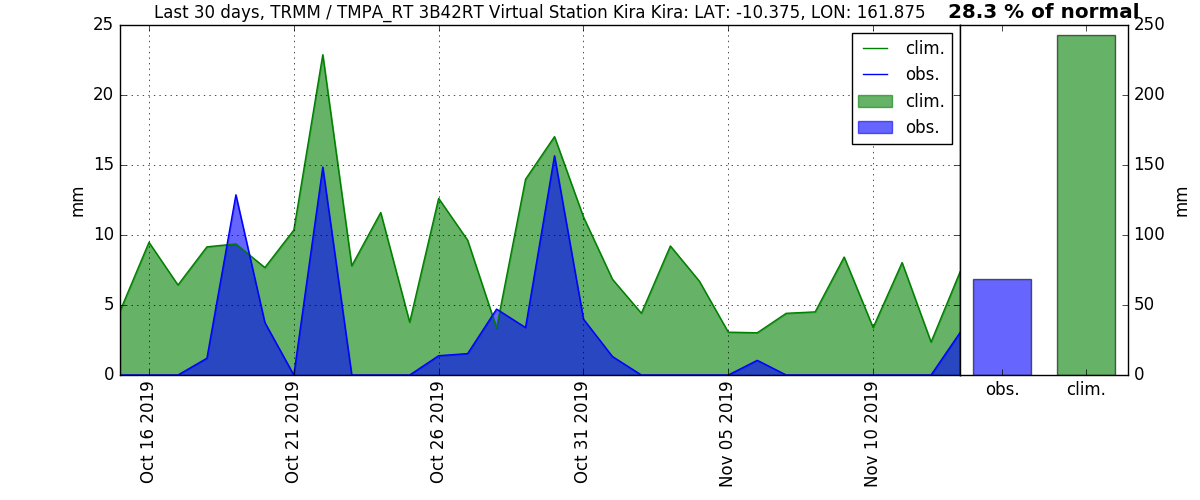 Last 30 days, TRMM / TMPA_RT 3B42RT Virtual Station Kira Kira: LAT: -10.375, LON: 161.875
28.3 % of normal
25
20
15
10
5
0
mm
clim.
obs.
clim.
obs.
250
200
150
100
50
0
mm
Oct 16 2019
Oct 21 2019
Oct 26 2019
Oct 31 2019
Nov 05 2019
Nov 10 2019
obs.
clim.